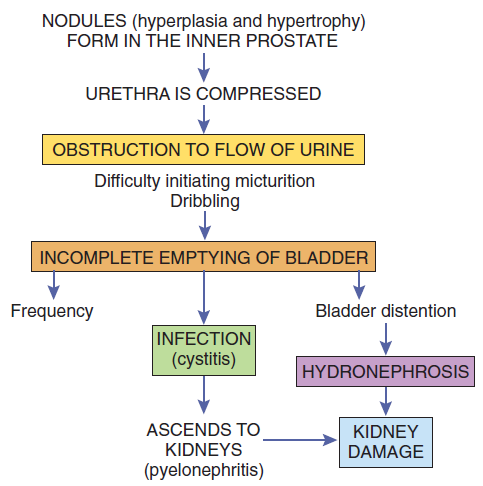 NODULES (hyperplasia and hypertrophy)
FORM IN THE INNER PROSTATE
URETHRA IS COMPRESSED
OBSTRUCTION TO FLOW OF URINE
Difficulty initiating micturition
Dribbling
INCOMPLETE EMPTYING OF BLADDER
Frequency
Bladder distention
INFECTION
(cystitis)
HYDRONEPHROSIS
ASCENDS TO
KIDNEYS
(pyelonephritis)
KIDNEY
DAMAGE